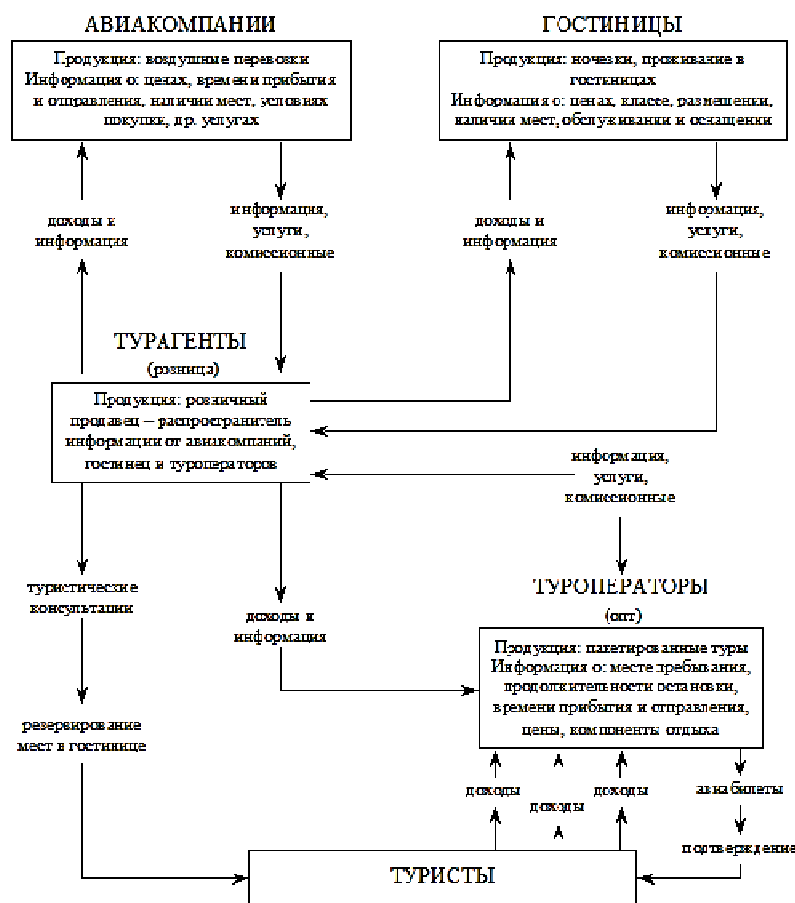 АВИАКОМПАНИИ
Продукция: воздушные перевозки
Информация о: ценах, времени прибытия
и отправления, наличии мест, условиях
покупки, др. услугах
ГОСТИНИЦЫ
Продукция: ночевки, проживание в
гостиницах
Информация о: ценах, классе, размещении,
наличии мест, обслуживании и оснащении
доходы и
информация
информация,
услуги,
комиссионные
доходы и
информация
информация,
услуги,
комиссионные
ТУРАГЕНТЫ
(розница)
Продукция: розничный
продавец – распространитель
информации от авиакомпаний,
гостинец и туроператоров
информация,
услуги,
комиссионные
туристические
консультации
доходы и
информация
ТУРОПЕРАТОРЫ
(опт)
Продукция: пакетированные туры
Информация о: месте пребывания,
продолжительности остановки,
времени прибытия и отправления,
цены, компоненты отдыха
резервирование
мест в гостинице
доходы
доходы
доходы
авиабилеты
подтверждение
ТУРИСТЫ